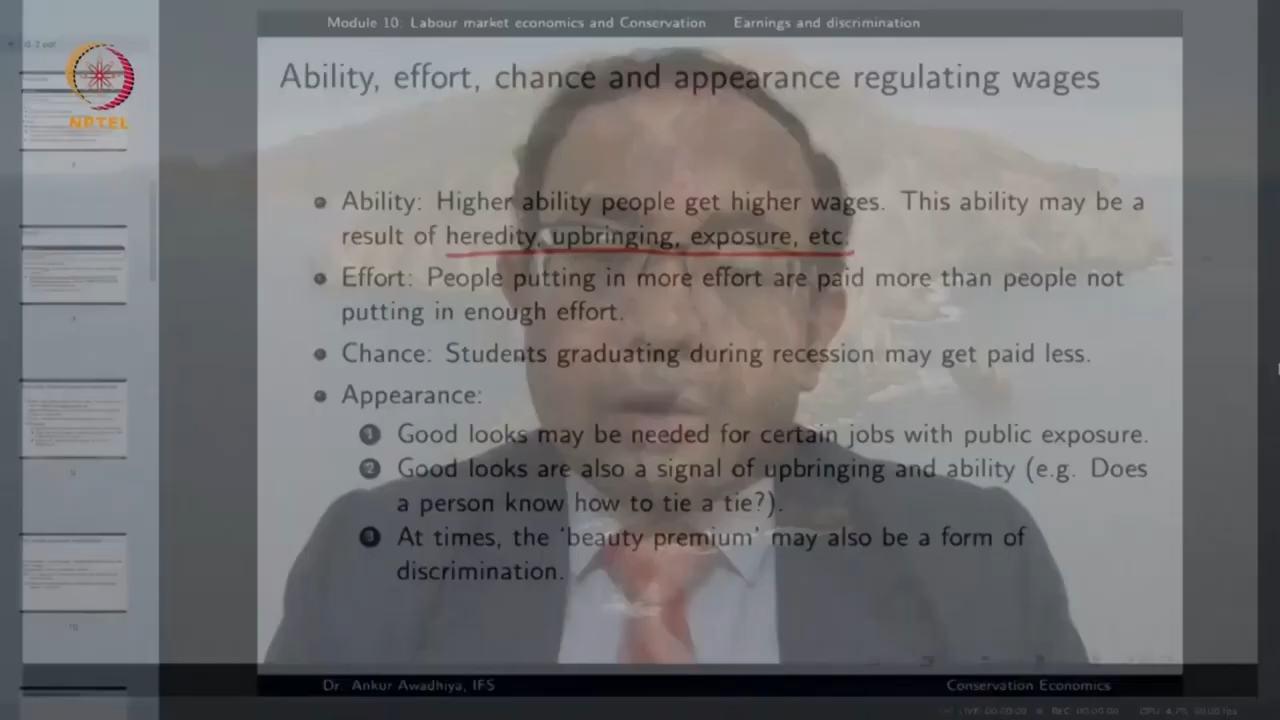 Module 10: Labour market economics and Conservation Earnings and discrimination
NPTEL
Ability, effort, chance and appearance regulating wages
Ability: Higher ability people get higher wages. This ability may be a
result of heredity, upbringing, exposure, etc.
Effort: People putting in more effort are paid more than people not
putting in enough effort.
Chance: Students graduating during recession may get paid less.
Appearance:
1 Good looks may be needed for certain jobs with public exposure.
2 Good looks are also a signal of upbringing and ability (e.g. Does
a person know how to tie a tie?).
3 At times, the 'beauty premium' may also be a form of
discrimination.
Dr. Ankur Awadhiya, IFS Conservation Economics